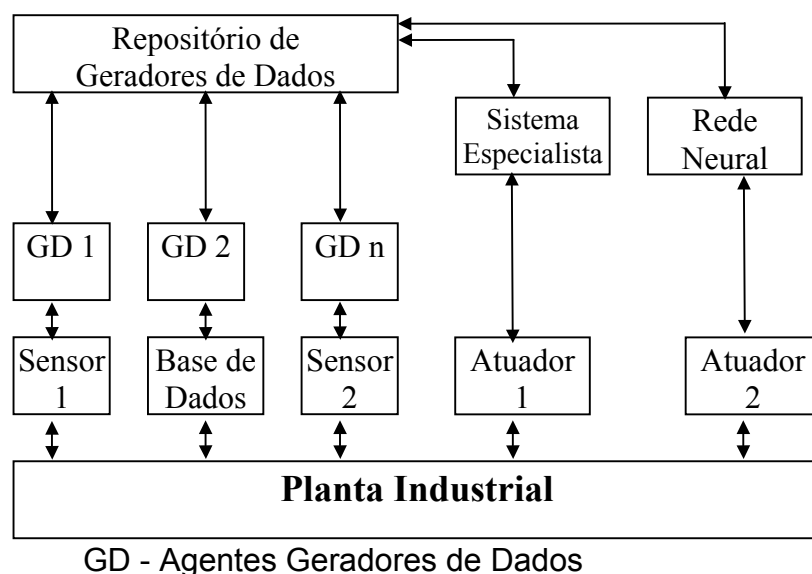 Repositório de
Geradores de Dados
Sistema
Especialista
Rede
Neural
GD 1
GD 2
GD n
Sensor
1
Base de
Dados
Sensor
2
Atuador
1
Atuador
2
Planta Industrial
GD - Agentes Geradores de Dados